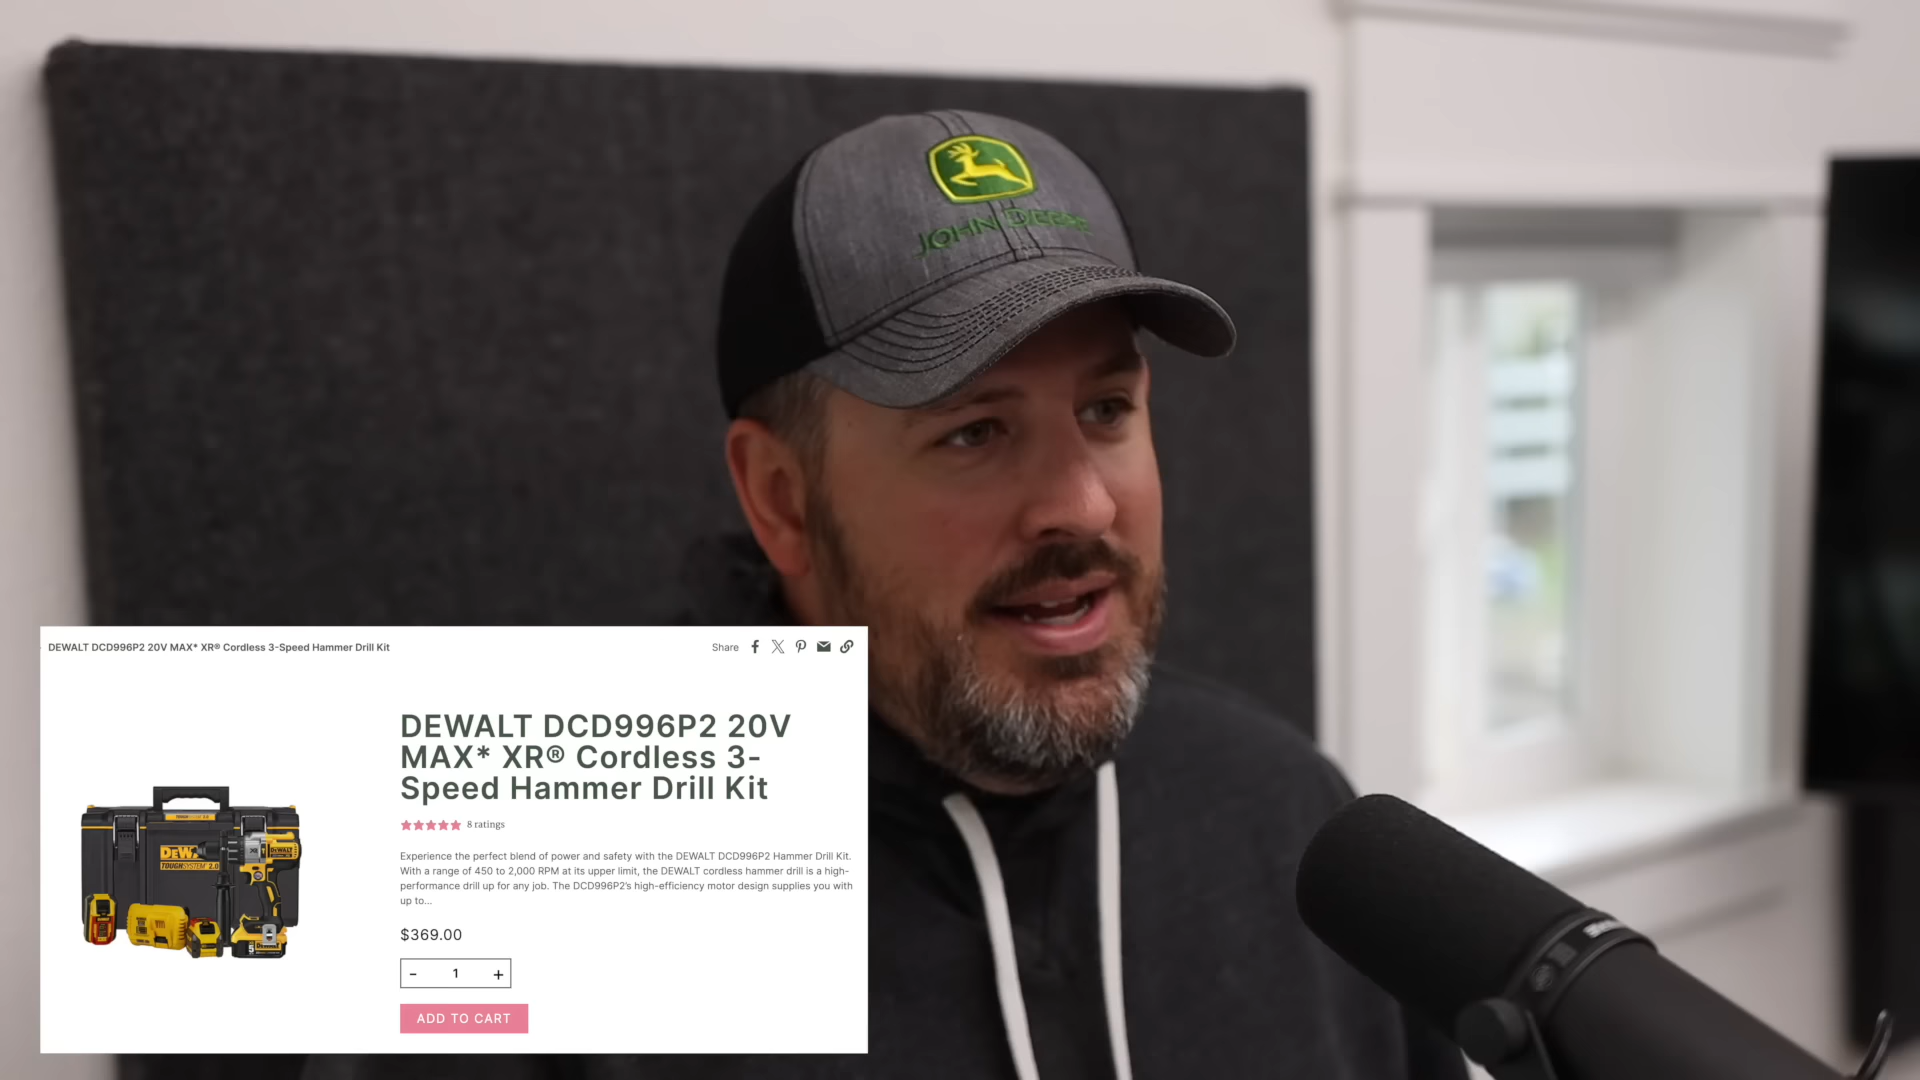 JOHN DEERE
DEWALT DCD996P2 20V MAX* XR® Cordless 3-Speed Hammer Drill Kit
Share
DEWALT DCD996P2 20V
MAX* XR® Cordless 3-
Speed Hammer Drill Kit
8 ratings
Experience the perfect blend of power and safety with the DEWALT DCD996P2 Hammer Drill Kit.
With a range of 450 to 2,000 RPM at its upper limit, the DEWALT cordless hammer drill is a high-
performance drill up for any job. The DCD996P2's high-efficiency motor design supplies you with
up to...
$369.00
- 1 +
ADD TO CART
TOUGHSYSTEM 2.0
DEWALT